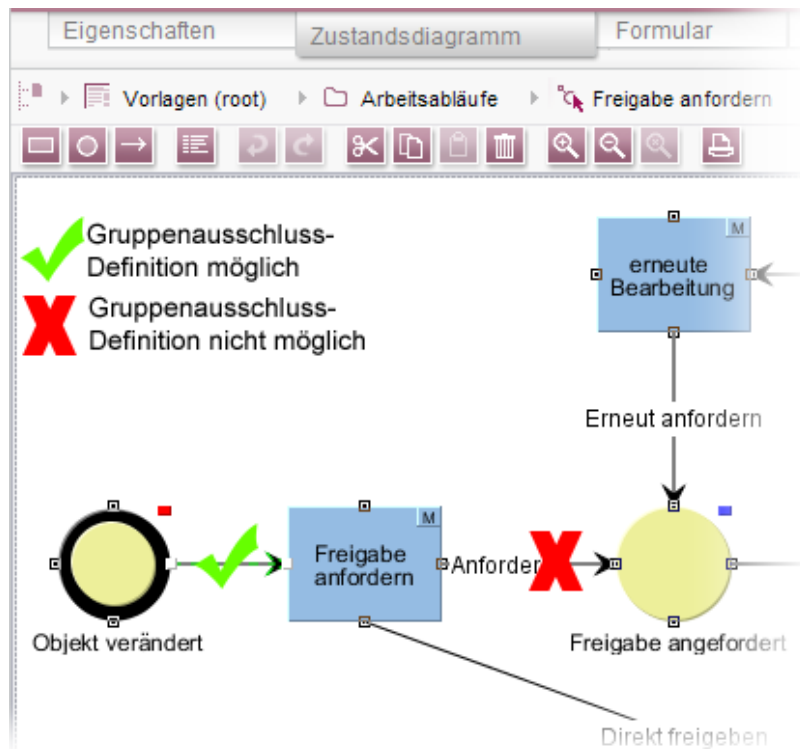 Eigenschaften
Zustandsdiagramm
Formular
Vorlagen (root)
Arbeitsabläufe
Freigabe anfordern
Gruppenausschluss-
Definition möglich
Gruppenausschluss-
Definition nicht möglich
M
erneute
Bearbeitung
Erneut anfordern
M
Freigabe
anfordern
Anforder
Objekt verändert
Freigabe angefordert
Direkt freigeben